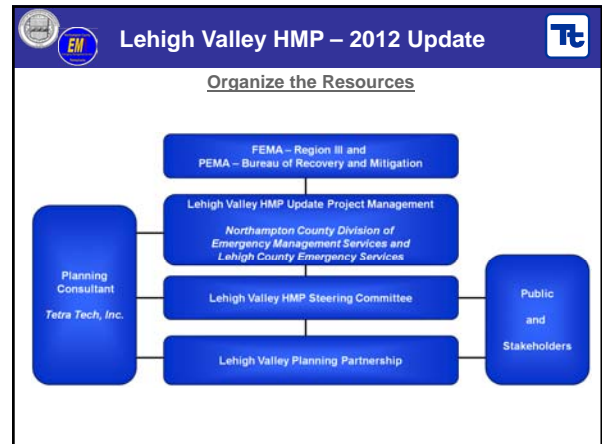 EM
Lehigh Valley HMP – 2012 Update
Tt
Organize the Resources
FEMA – Region III and
PEMA – Bureau of Recovery and Mitigation
Lehigh Valley HMP Update Project Management
Northampton County Division of
Emergency Management Services and
Lehigh County Emergency Services
Planning
Consultant
Tetra Tech, Inc.
Lehigh Valley HMP Steering Committee
Public
and
Stakeholders
Lehigh Valley Planning Partnership